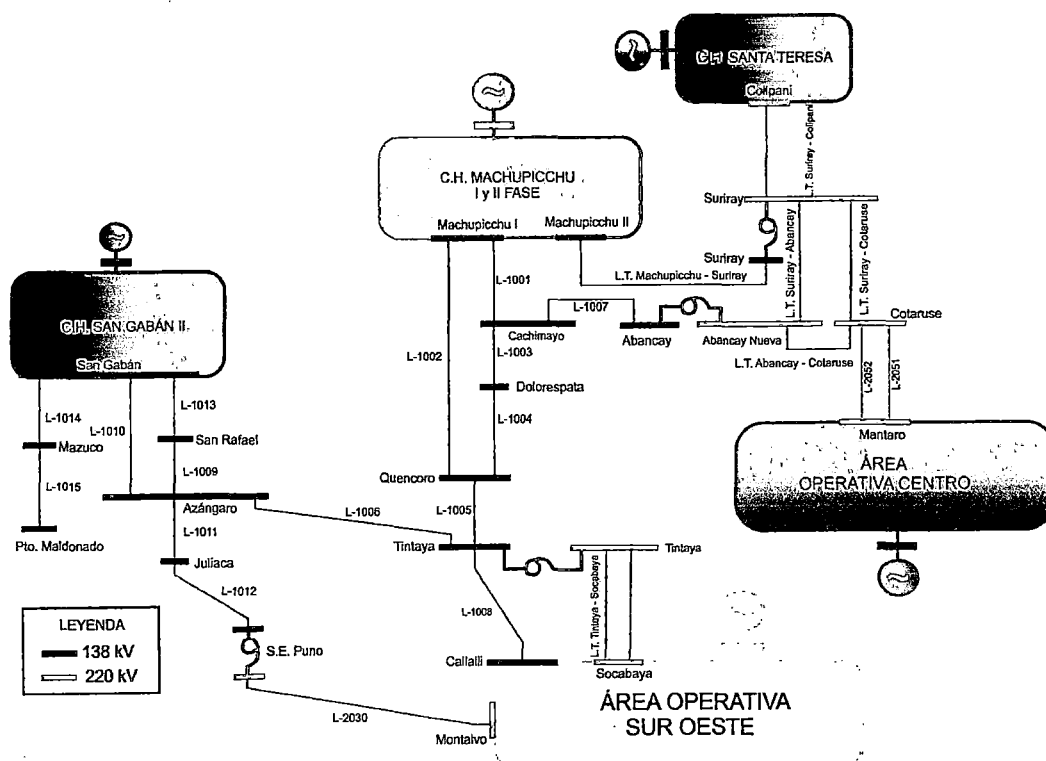 C.H. SANTA TERESA
Colipani
L.T. Suriray - Colipani
C.H. MACHUPICCHU
I y II FASE
Machupicchu I
Machupicchu II
Suriray
Suriray
L.T. Suriray - Abancay
L.T. Suriray - Cotaruse
L.T. Machupicchu - Suriray
L-1001
L-1007
Cachimayo
Abancay
Abancay Nueva
Cotaruse
L.T. Abancay - Cotaruse
L-1002
L-1003
Dolorespata
L-1004
L-2052
L-2051
Mantaro
ÁREA
OPERATIVA CENTRO
C.H. SAN GABÁN II
San Gabán
L-1014
L-1010
L-1013
Mazuco
San Rafael
L-1015
L-1009
Azángaro
Pto. Maldonado
L-1011
Juliaca
L-1012
Quencoro
L-1006
L-1005
Tintaya
Tintaya
L.T. Tintaya - Socabaya
L-1008
Callalli
Socabaya
LEYENDA
138 kV
220 kV
S.E. Puno
L-2030
Montalvo
ÁREA OPERATIVA
SUR OESTE